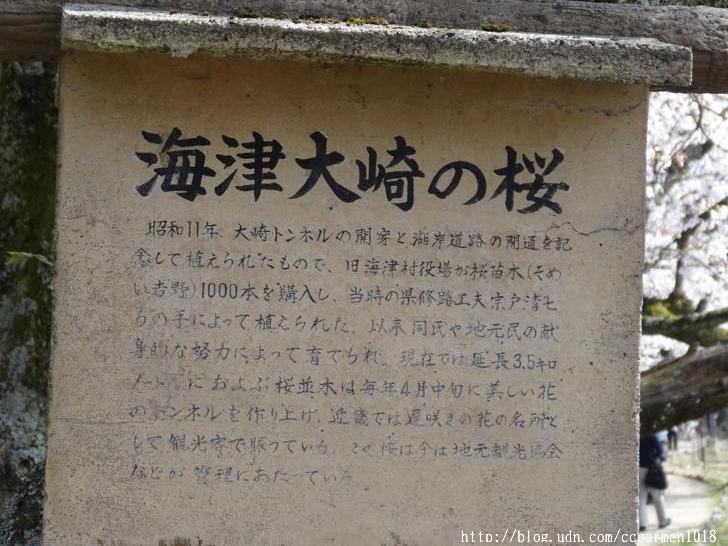 海津大崎の桜
昭和11年、大崎トンネルの開穿と湖岸道路の開通を記
念して植えられたもので、旧海津村役場が桜苗木(そめ
い吉野)1000本を購入し、当時の県修路工夫宗戸清七
らの手によって植えられた。以来同氏や地元民の献
身的な努力によって育てられ、現在では延長3.5キロ
メートルにおよぶ桜並木は毎年4月中旬に美しい花
のトンネルを作り上げ、近畿では遅咲きの花の名所と
して観光客で賑っている。この桜は今は地元観光協会
などが管理にあたっている
http://blog.udn.com/cccarmen1018